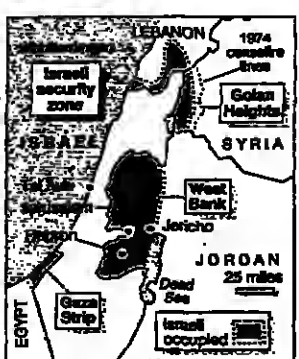 LEBANON
1974
ceasefire
lines
Israeli
security
zone
Golan
Heights
ISRAEL
SYRIA
West
Bank
Jericho
JORDAN
25 miles
Dead
Sea
Gaza
Strip
EGYPT
Israeli
occupied